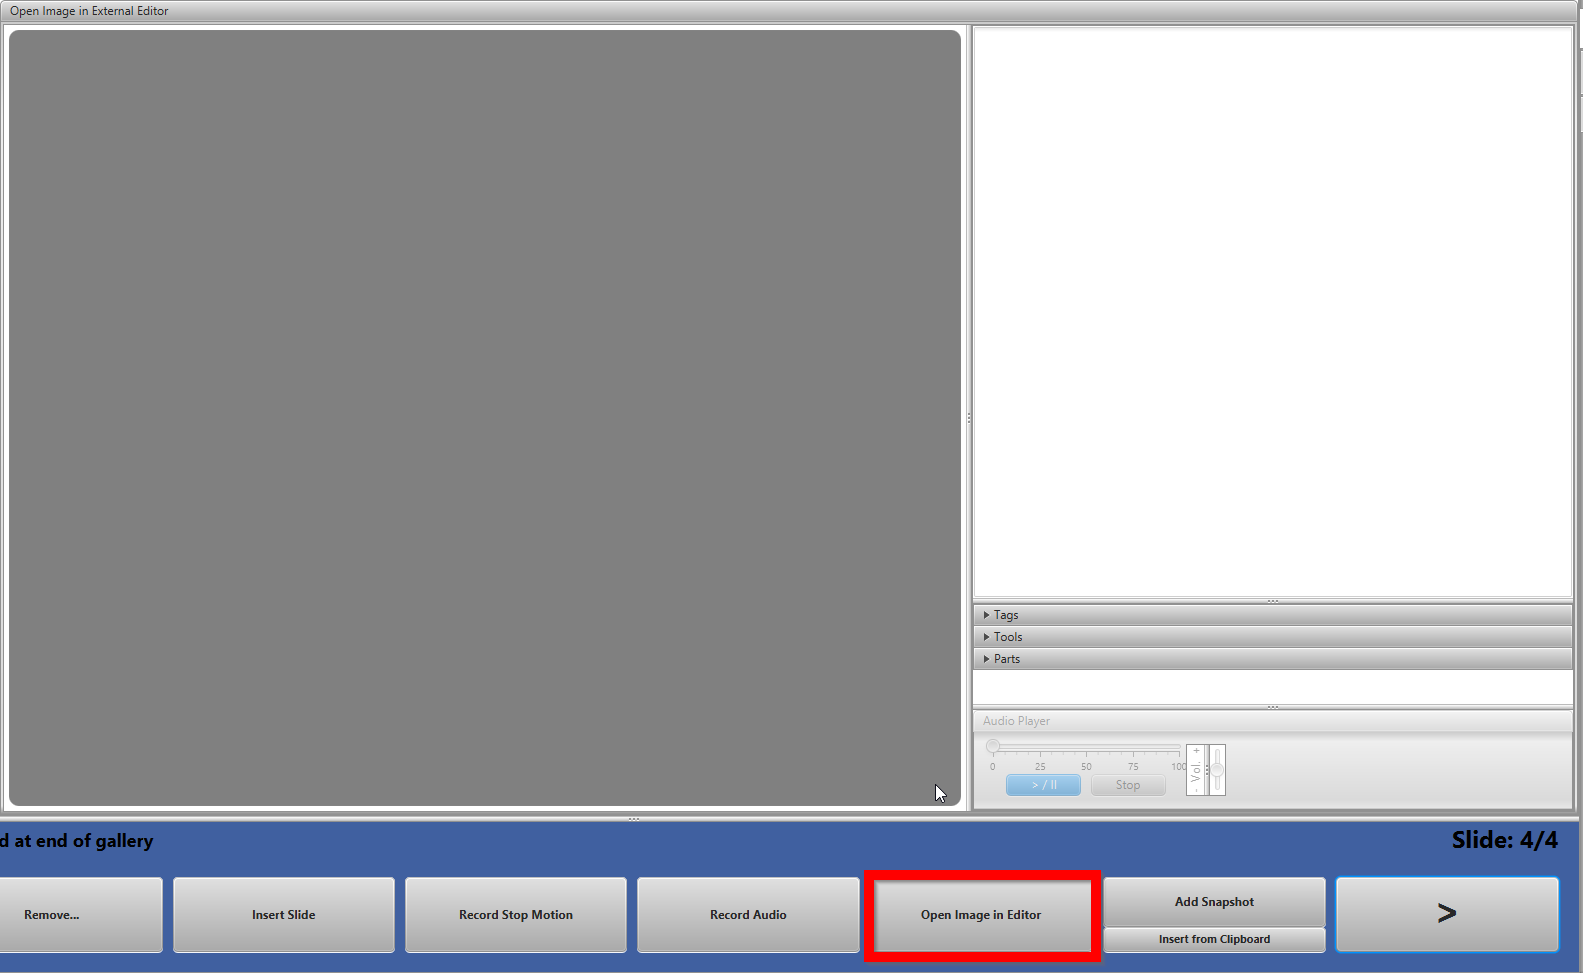 Open Image in External Editor
Tags
Tools
Parts
Audio Player
0 25 50 75 100
> / II
Stop
- Vol. +
d at end of gallery
Slide: 4/4
Remove...
Insert Slide
Record Stop Motion
Record Audio
Open Image in Editor
Add Snapshot
Insert from Clipboard
>